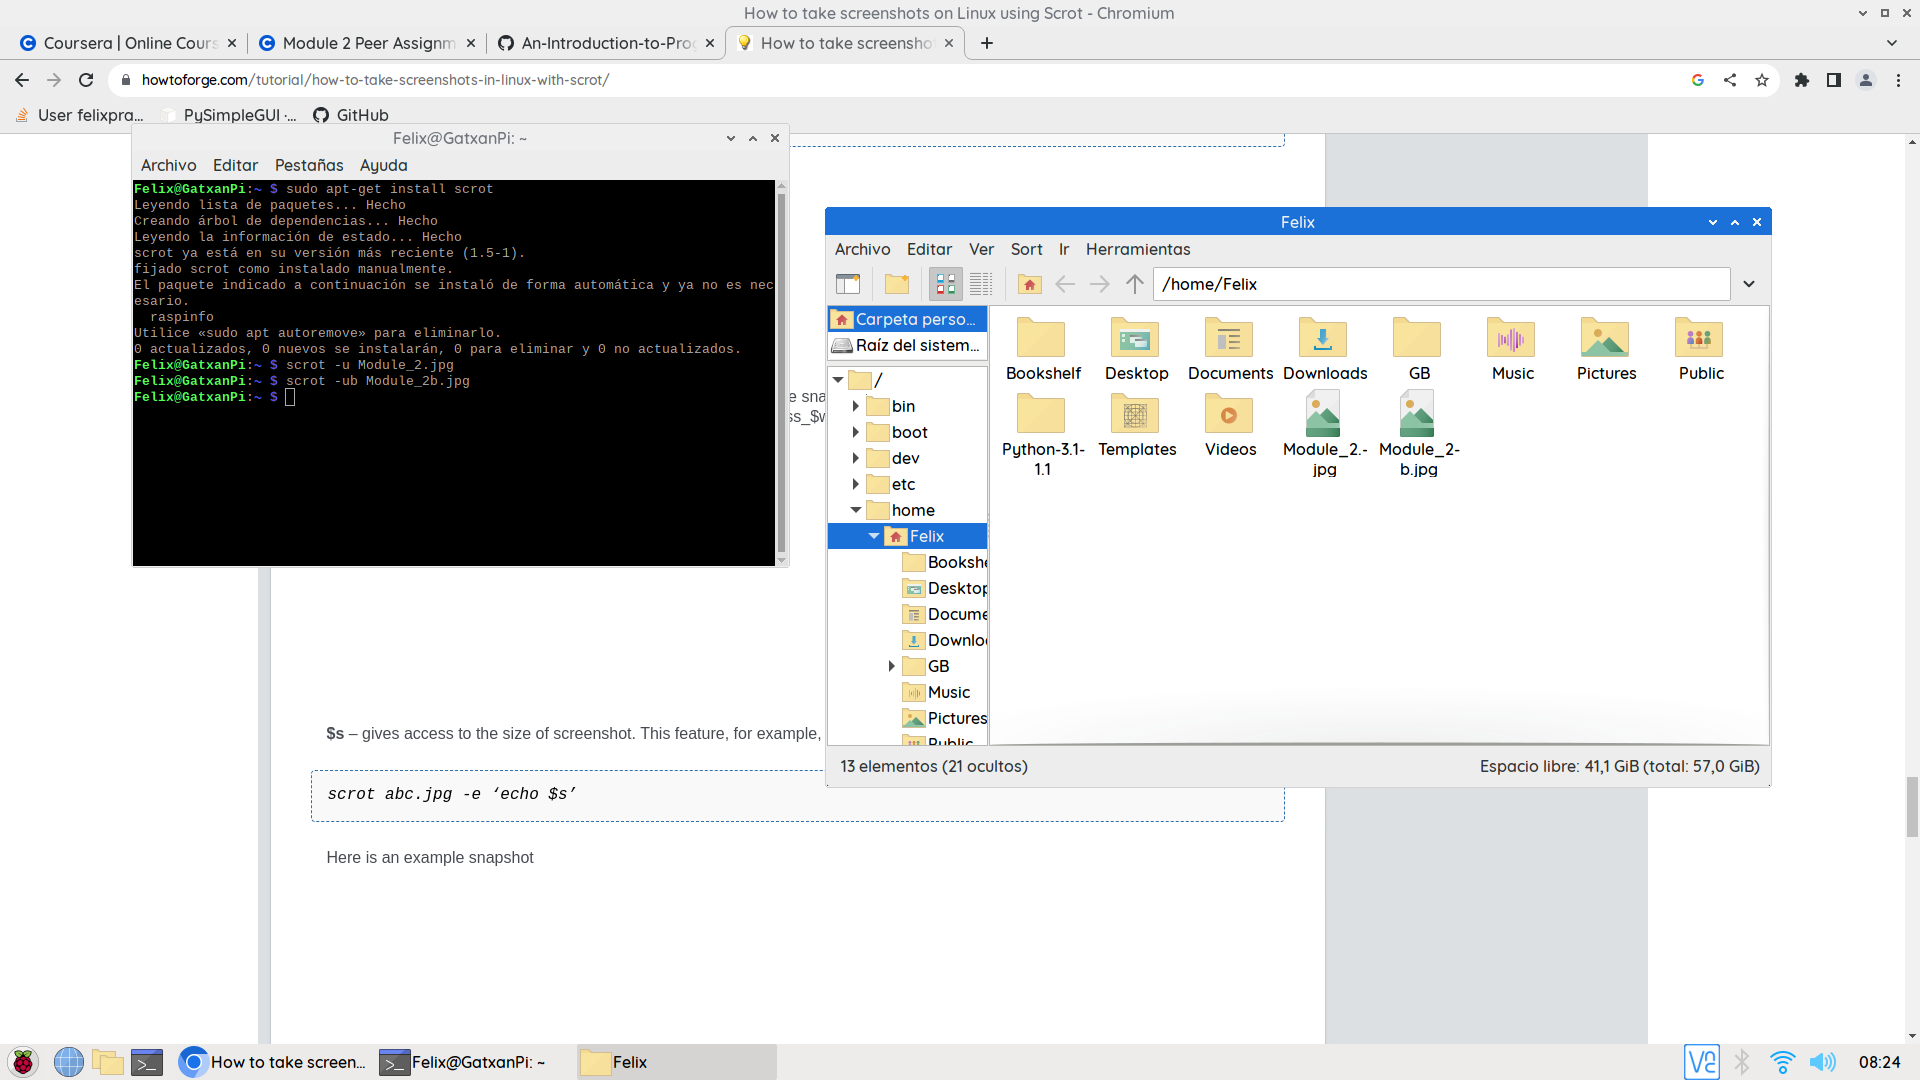 How to take screenshots on Linux using Scrot - Chromium
Coursera | Online Cours
Module 2 Peer Assignm
An-Introduction-to-Prog
How to take screensho
howtoforge.com/tutorial/how-to-take-screenshots-in-linux-with-scrot/
User felixpra...
PySimpleGUI ·...
GitHub
Felix@GatxanPi: ~
Archivo Editar Pestañas Ayuda
Felix@GatxanPi:~ $ sudo apt-get install scrot
Leyendo lista de paquetes... Hecho
Creando árbol de dependencias... Hecho
Leyendo la información de estado... Hecho
scrot ya está en su versión más reciente (1.5-1).
fijado scrot como instalado manualmente.
El paquete indicado a continuación se instaló de forma automática y ya no es nec
esario.
raspinfo
Utilice «sudo apt autoremove» para eliminarlo.
0 actualizados, 0 nuevos se instalarán, 0 para eliminar y 0 no actualizados.
Felix@GatxanPi:~ $ scrot -u Module_2.jpg
Felix@GatxanPi:~ $ scrot -ub Module_2b.jpg
Felix@GatxanPi:~ $
e sna
ss_$w
Felix
Archivo Editar Ver Sort Ir Herramientas
/home/Felix
Carpeta perso...
Raíz del sistem...
/
bin
boot
dev
etc
home
Felix
Bookshe
Desktop
Docume
Downloa
GB
Music
Pictures
Public
Bookshelf Desktop Documents Downloads GB Music Pictures Public
Python-3.1- Templates Videos Module_2.- Module_2-
1.1 jpg b.jpg
13 elementos (21 ocultos)
Espacio libre: 41,1 GiB (total: 57,0 GiB)
$s – gives access to the size of screenshot. This feature, for example,
scrot abc.jpg -e ‘echo $s’
Here is an example snapshot
How to take screen...
Felix@GatxanPi: ~
Felix
08:24